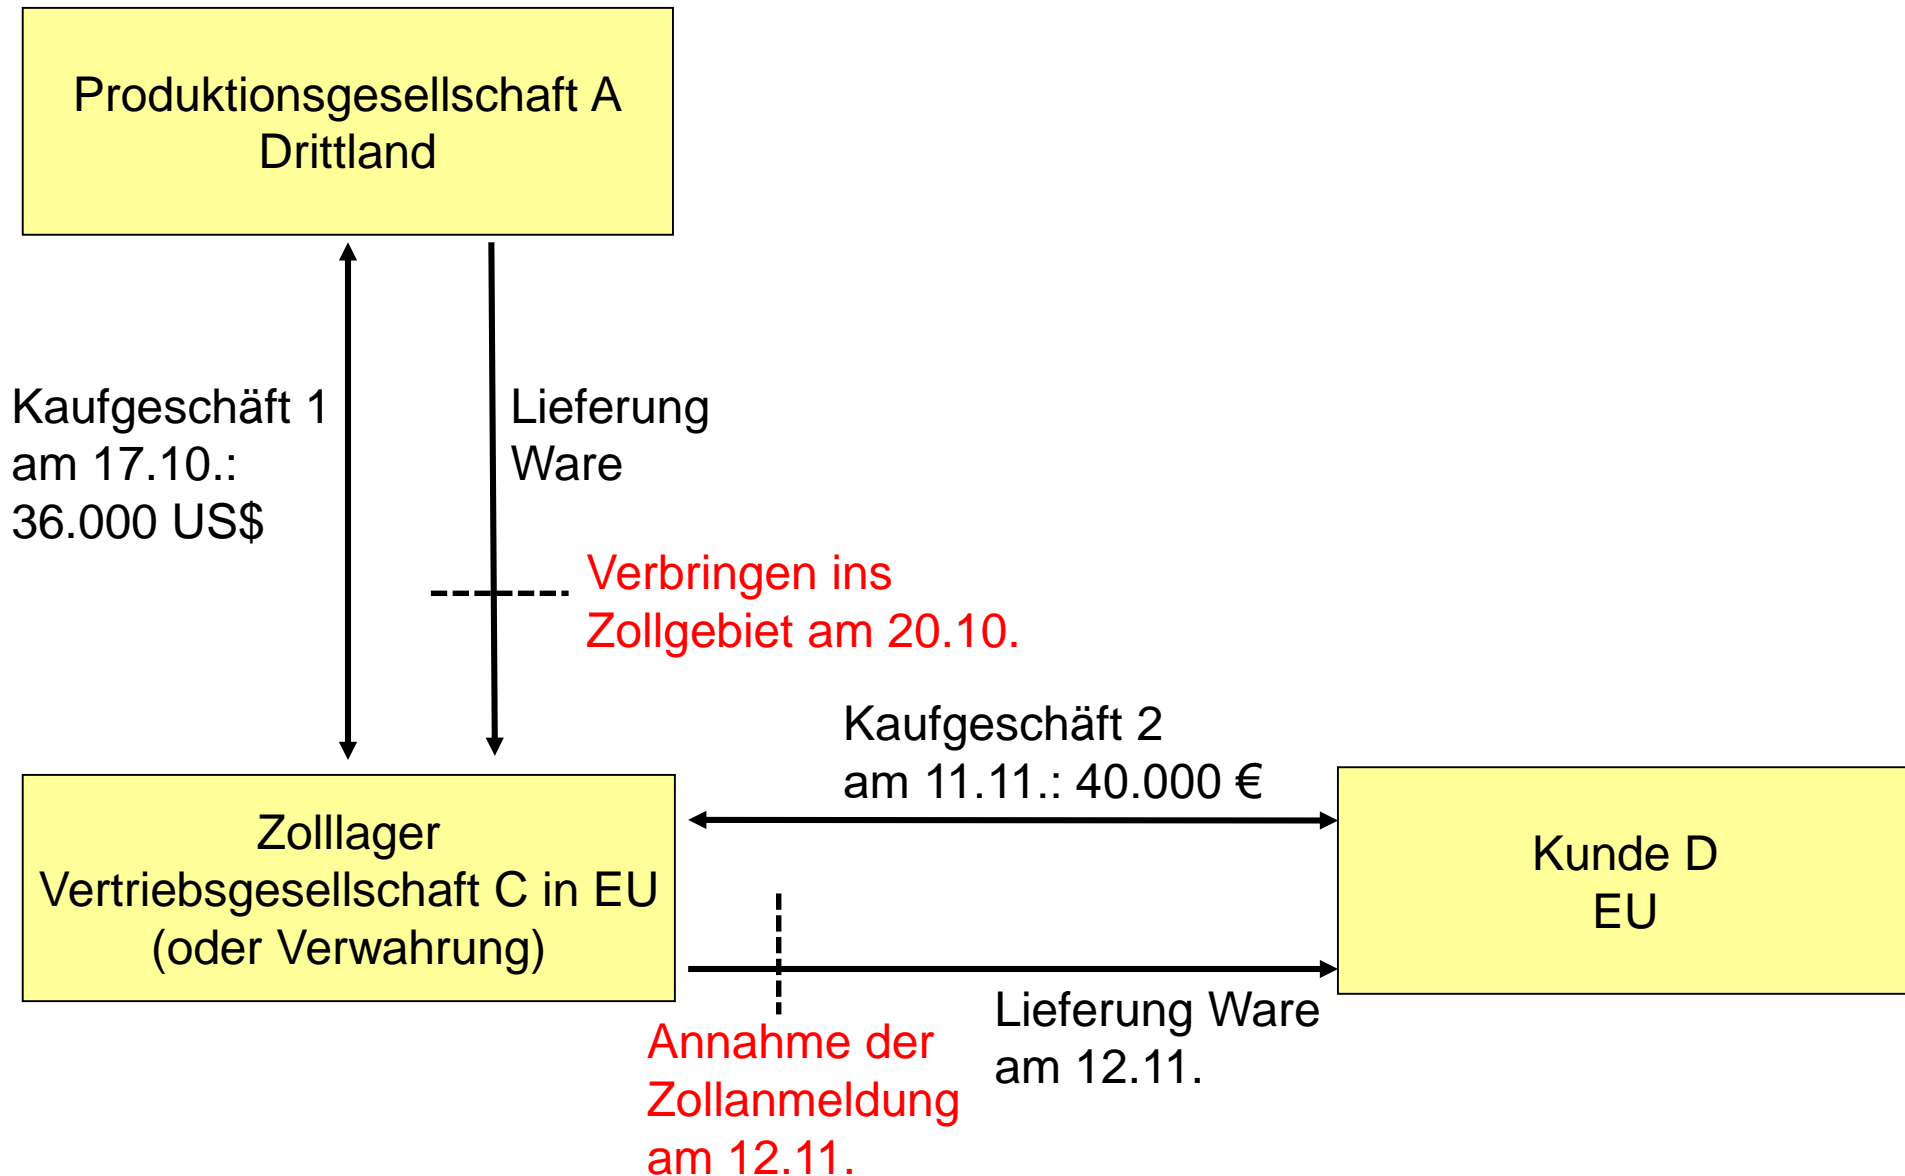 Produktionsgesellschaft A
Drittland
Kaufgeschäft 1
am 17.10.:
36.000 US$
Lieferung
Ware
Verbringen ins
Zollgebiet am 20.10.
Kaufgeschäft 2
am 11.11.: 40.000 €
Zolllager
Vertriebsgesellschaft C in EU
(oder Verwahrung)
Kunde D
EU
Lieferung Ware
am 12.11.
Annahme der
Zollanmeldung
am 12.11.